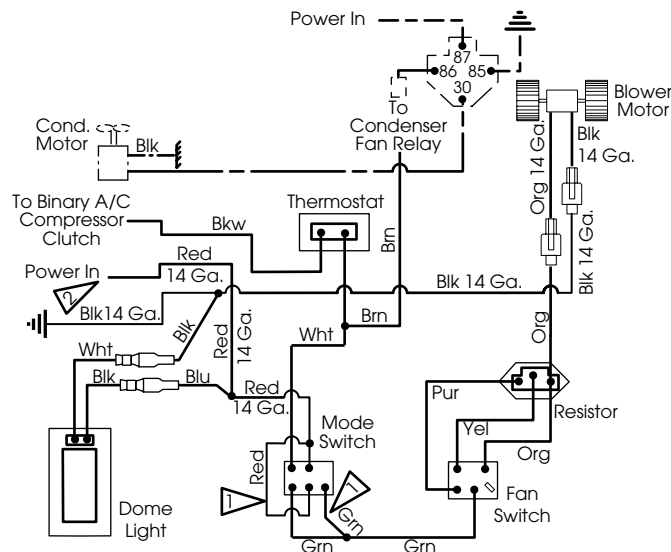 Power In
87
86
85
30
To
Condenser
Fan Relay
Blower
Motor
Cond.
Motor
Blk
Org 14 Ga.
Blk
14 Ga.
To Binary A/C
Compressor
Clutch
Bkw
Thermostat
Brn
Blk 14 Ga.
Power In
Red
14 Ga.
2
Blk 14 Ga.
Blk14 Ga.
Blk
Red
14 Ga.
Wht
Brn
Org
Wht
Blk
Blu
Red
14 Ga.
Mode
Switch
Pur
Yel
Resistor
Org
Red
1
1
Grn
Dome
Light
Fan
Switch
Grn
Grn